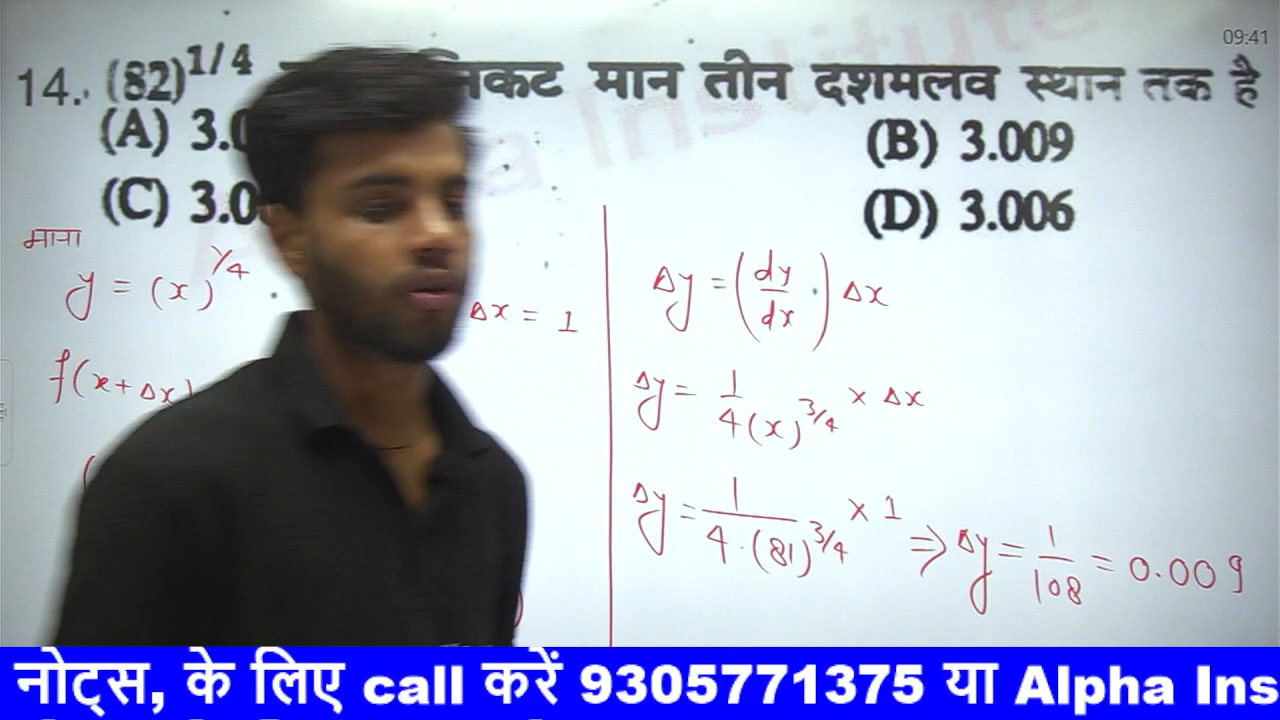 09:41
14. (82)^1/4 निकट मान तीन दशमलव स्थान तक है
(A) 3.0 (B) 3.009
(C) 3.0 (D) 3.006
माना
y = (x)^1/4
Δx = 1
f(x+Δx)
Δy = (dy/dx) Δx
Δy = 1/4(x)^3/4 × Δx
Δy = 1/4·(81)^3/4 × 1 ⇒ Δy = 1/108 = 0.009
नोट्स, के लिए call करें 9305771375 या Alpha Ins